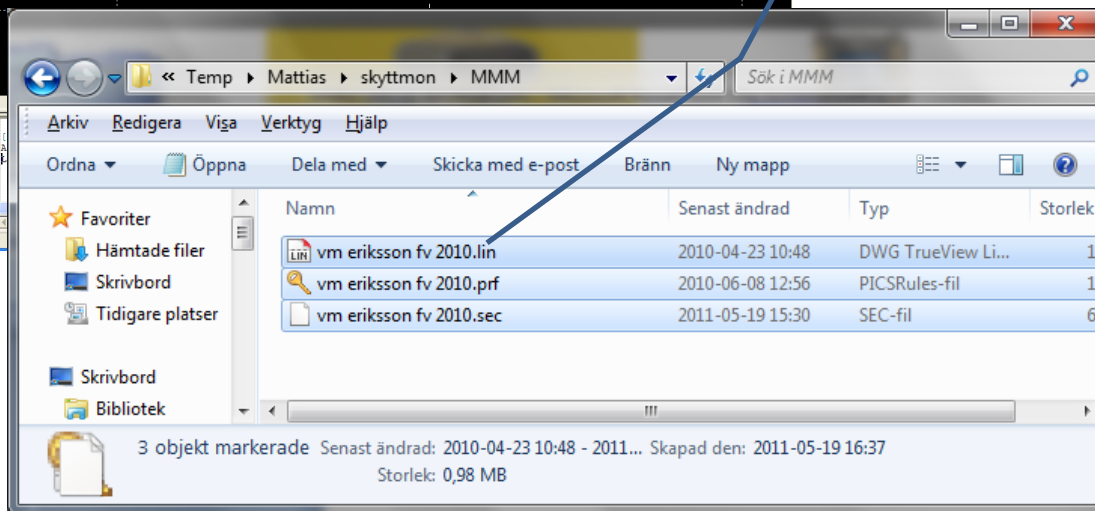 « Temp ▸ Mattias ▸ skyttmon ▸ MMM
Sök i MMM
Arkiv Redigera Visa Verktyg Hjälp
Ordna Öppna Dela med Skicka med e-post Bränn Ny mapp
Favoriter
Hämtade filer
Skrivbord
Tidigare platser
Skrivbord
Bibliotek
Namn Senast ändrad Typ Storlek
LIN vm eriksson fv 2010.lin 2010-04-23 10:48 DWG TrueView Li... 1
vm eriksson fv 2010.prf 2010-06-08 12:56 PICSRules-fil 1
vm eriksson fv 2010.sec 2011-05-19 15:30 SEC-fil 6
3 objekt markerade Senast ändrad: 2010-04-23 10:48 - 2011... Skapad den: 2011-05-19 16:37
Storlek: 0,98 MB